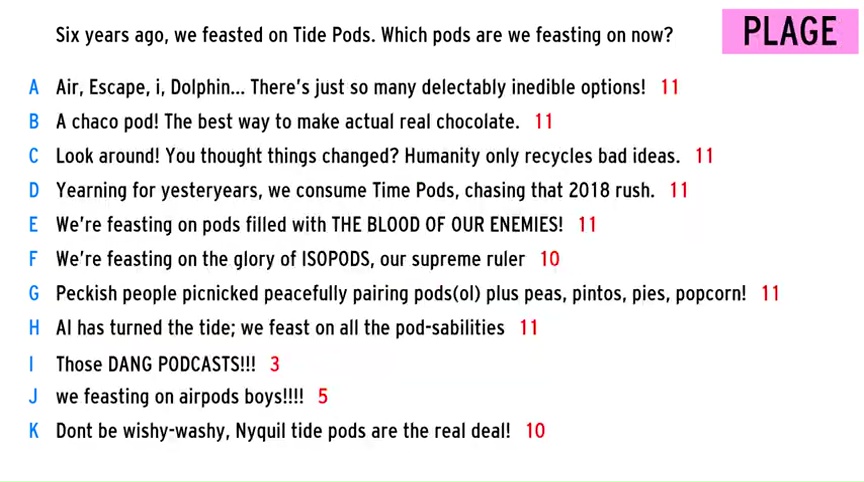 Six years ago, we feasted on Tide Pods. Which pods are we feasting on now?
PLAGE
A Air, Escape, i, Dolphin... There's just so many delectably inedible options! 11
B A chaco pod! The best way to make actual real chocolate. 11
C Look around! You thought things changed? Humanity only recycles bad ideas. 11
D Yearning for yesteryears, we consume Time Pods, chasing that 2018 rush. 11
E We're feasting on pods filled with THE BLOOD OF OUR ENEMIES! 11
F We're feasting on the glory of ISOPODS, our supreme ruler 10
G Peckish people picnicked peacefully pairing pods(ol) plus peas, pintos, pies, popcorn! 11
H AI has turned the tide; we feast on all the pod-sabilities 11
I Those DANG PODCASTS!!! 3
J we feasting on airpods boys!!!! 5
K Dont be wishy-washy, Nyquil tide pods are the real deal! 10